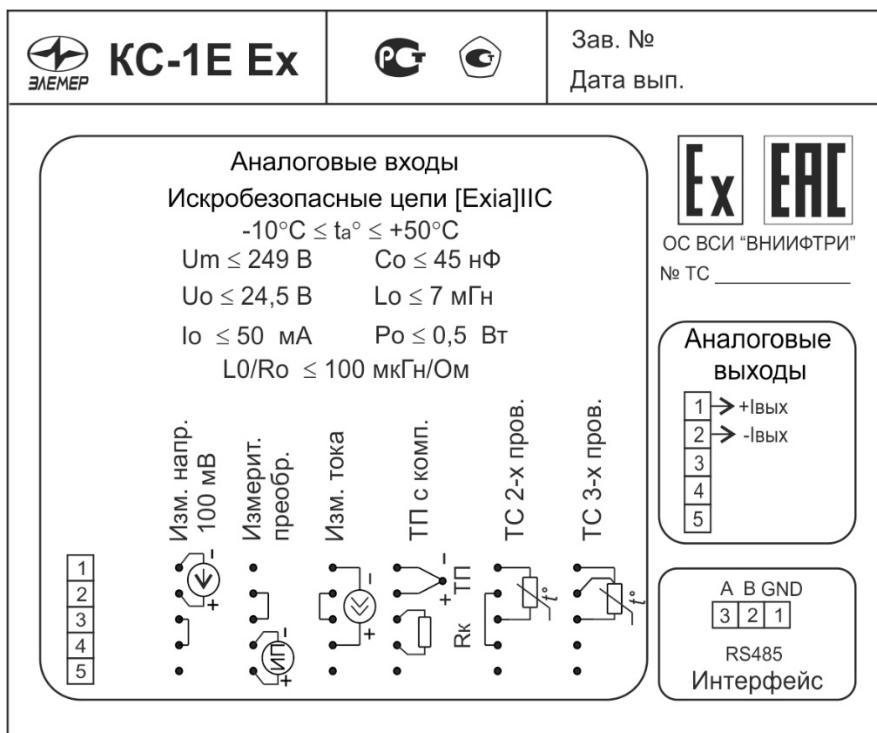 ЭЛЕМЕР
КС-1Е Ех
РСт
Зав. №
Дата вып.
Аналоговые входы
Искробезопасные цепи [Exia]IIC
-10°C ≤ ta° ≤ +50°C
Um ≤ 249 В Co ≤ 45 нФ
Uo ≤ 24,5 В Lo ≤ 7 мГн
Io ≤ 50 мА Po ≤ 0,5 Вт
L0/Ro ≤ 100 мкГн/Ом
Изм. напр.
100 мВ
Измерит.
преобр.
Изм. тока
ТП с комп.
ТС 2-х пров.
ТС 3-х пров.
1
2
3
4
5
-
+
ИП
-
+
-
+
-
+
ТП
Rк
t°
t°
Ex
EAC
ОС ВСИ "ВНИИФТРИ"
№ ТС
Аналоговые
выходы
1 +Iвых
2 -Iвых
3
4
5
A B GND
3 2 1
RS485
Интерфейс